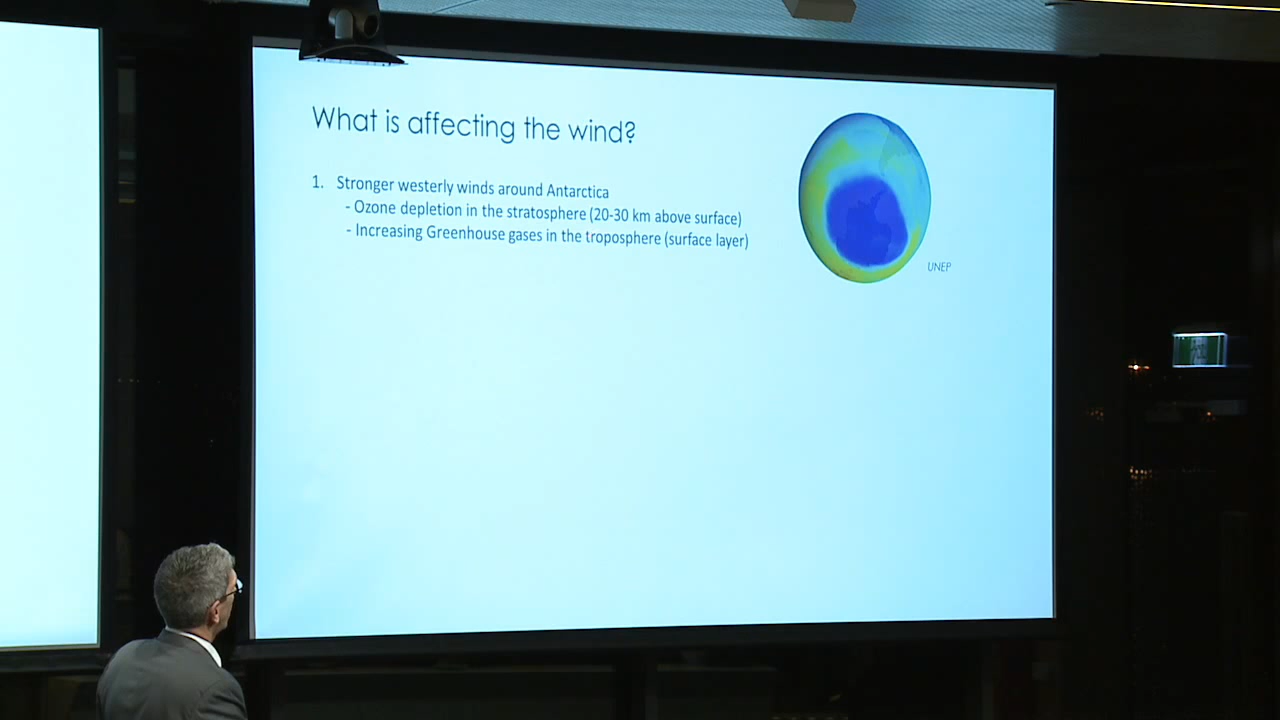 What is affecting the wind?
1. Stronger westerly winds around Antarctica
- Ozone depletion in the stratosphere (20-30 km above surface)
- Increasing Greenhouse gases in the troposphere (surface layer)
UNEP